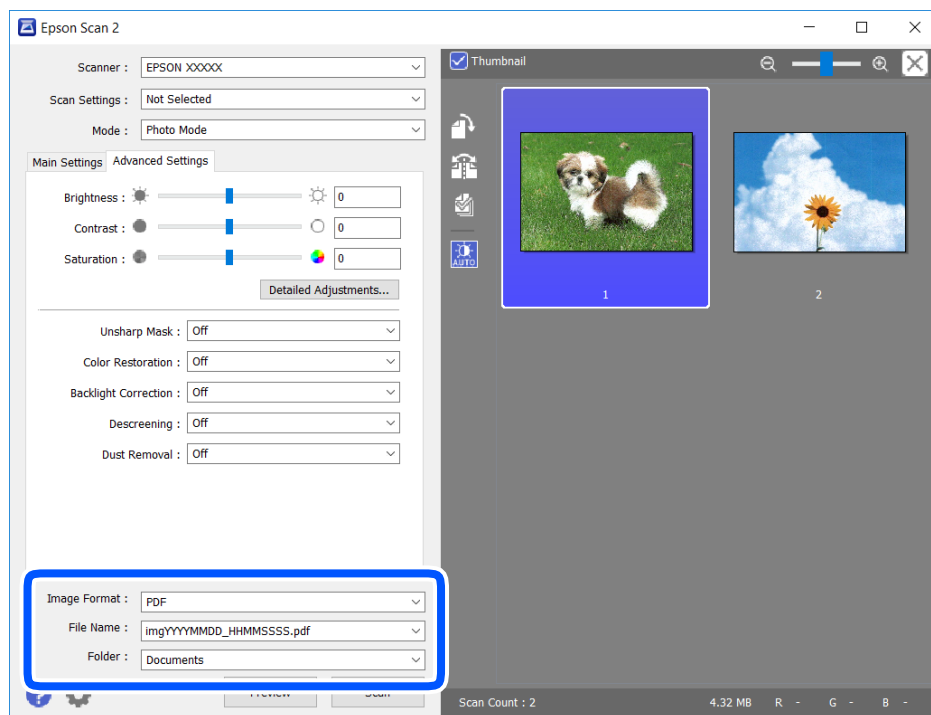 Epson Scan 2
Scanner : EPSON XXXXX
Scan Settings : Not Selected
Mode : Photo Mode
Main Settings Advanced Settings
Brightness : 0
Contrast : 0
Saturation : 0
Detailed Adjustments...
Unsharp Mask : Off
Color Restoration : Off
Backlight Correction : Off
Descreening : Off
Dust Removal : Off
Image Format : PDF
File Name : imgYYYYMMDD_HHMMSSSS.pdf
Folder : Documents
Preview Scan
Thumbnail
AUTO
1 2
Scan Count : 2 4.32 MB R - G - B -